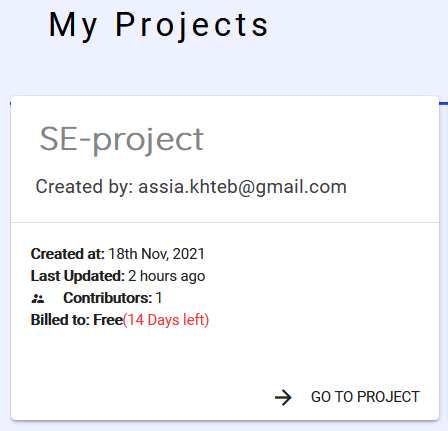 My Projects
SE-project
Created by: assia.khteb@gmail.com
Created at: 18th Nov, 2021
Last Updated: 2 hours ago
Contributors: 1
Billed to: Free(14 Days left)
GO TO PROJECT